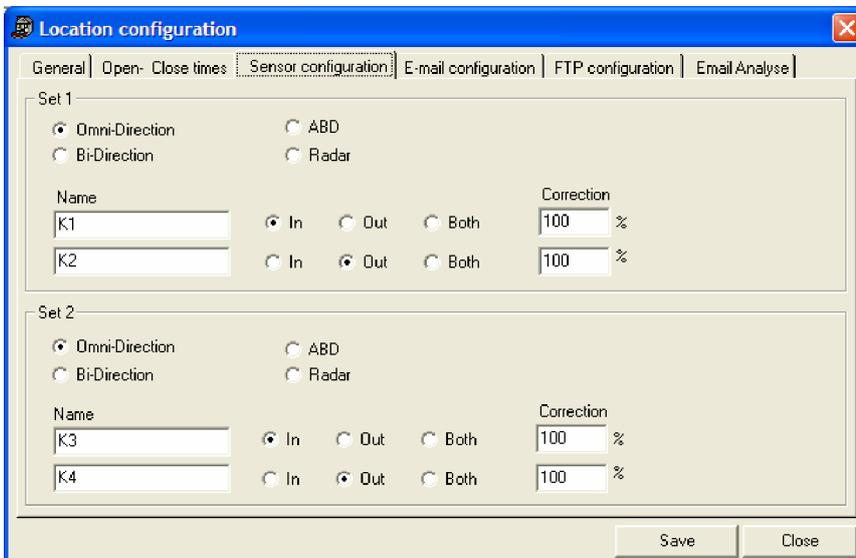 Location configuration
General Open- Close times Sensor configuration E-mail configuration FTP configuration Email Analyse
Set 1
Omni-Direction ABD
Bi-Direction Radar
Name Correction
K1 In Out Both 100 %
K2 In Out Both 100 %
Set 2
Omni-Direction ABD
Bi-Direction Radar
Name Correction
K3 In Out Both 100 %
K4 In Out Both 100 %
Save Close